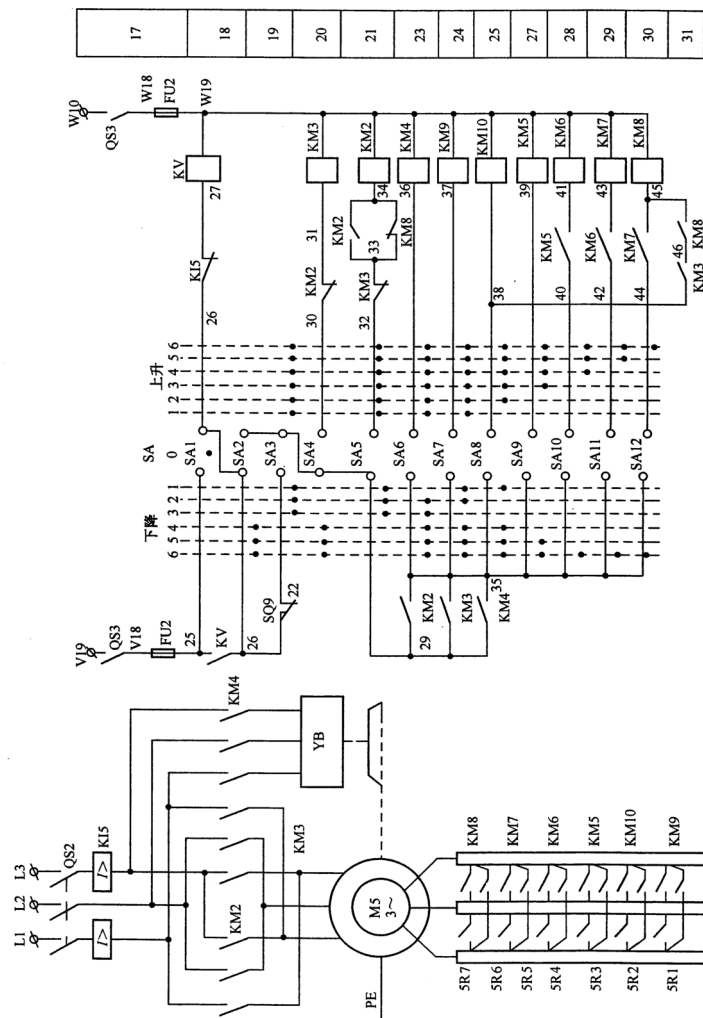 17 18 19 20 21 23 24 25 27 28 29 30 31
W10
QS3
W18
FU2
W19
KV KM3 KM2 KM4 KM9 KM10 KM5 KM6 KM7 KM8
27 34 36 37 39 41 43 45
KM2 33 KM8
31
KI5 KM2 KM3 KM5 KM6 KM7 46 KM3 KM8
26 30 32 38 40 42 44
上升
6
5
4
3
2
1
SA
0
SA1 SA2 SA3 SA4 SA5 SA6 SA7 SA8 SA9 SA10 SA11 SA12
下降
1
2
3
4
5
6
SQ9 22
KM2 KM3 KM4
35
29
V19
QS3
V18
FU2
25
KV
26
KM4
YB
L3
L2
L1
QS2
I> I>
KI5
KM2
KM3
M5
3~
PE
KM8 KM7 KM6 KM5 KM10 KM9
5R7 5R6 5R5 5R4 5R3 5R2 5R1